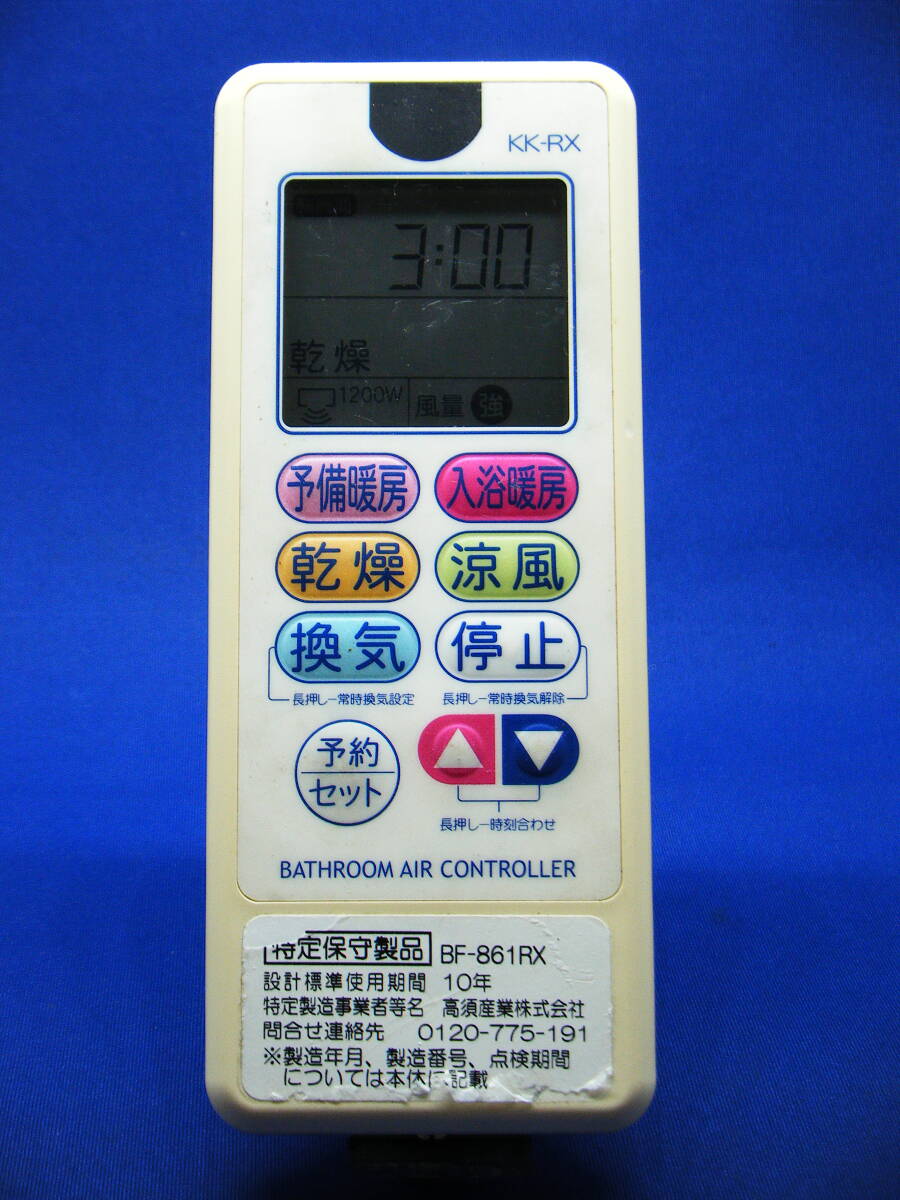 KK-RX
3:00
乾燥
1200W 風量 強
予備暖房 入浴暖房
乾燥 涼風
換気 停止
長押し－常時換気設定 長押し－常時換気解除
予約
セット
長押し－時刻合わせ
BATHROOM AIR CONTROLLER
特定保守製品 BF-861RX
設計標準使用期間 10年
特定製造事業者等名 高須産業株式会社
問合せ連絡先 0120-775-191
※製造年月、製造番号、点検期間
については本体に記載